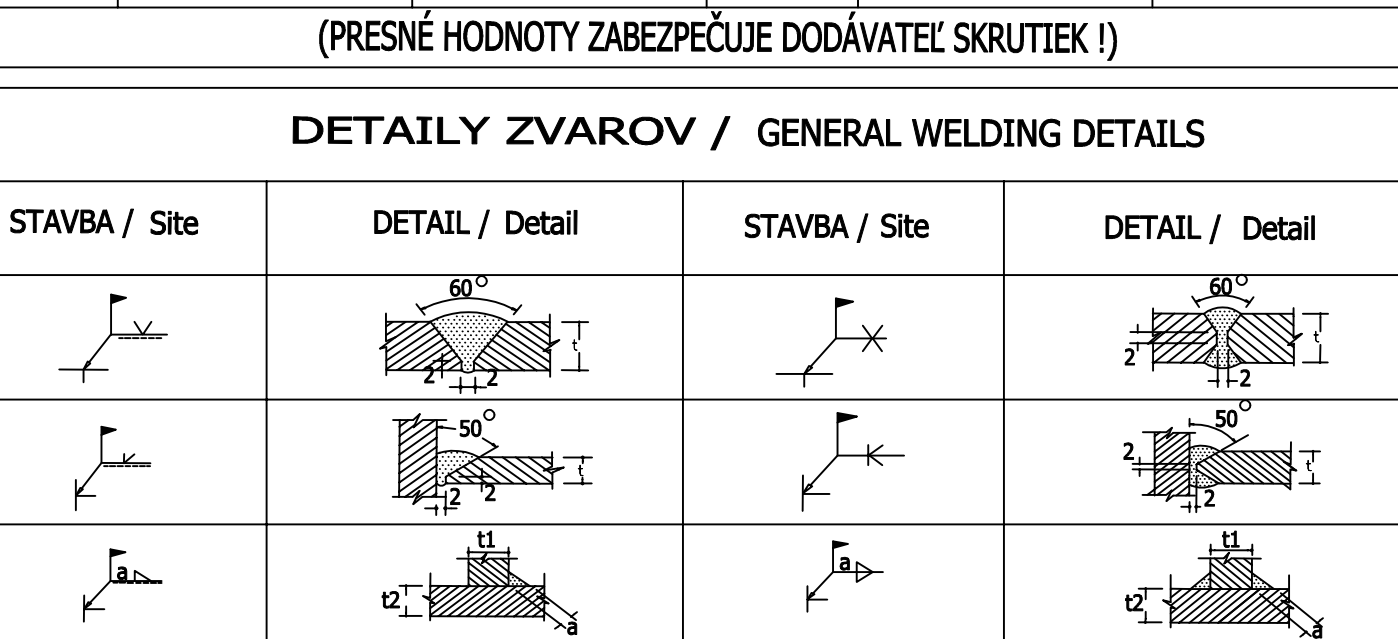 (PRESNÉ HODNOTY ZABEZPEČUJE DODÁVATEĽ SKRUTIEK !)
DETAILY ZVAROV / GENERAL WELDING DETAILS
STAVBA / Site DETAIL / Detail STAVBA / Site DETAIL / Detail
60° t 2 2 60° t 2 2
50° t 2 2 50° t 2 2
a t1 t2 a a t1 t2 a